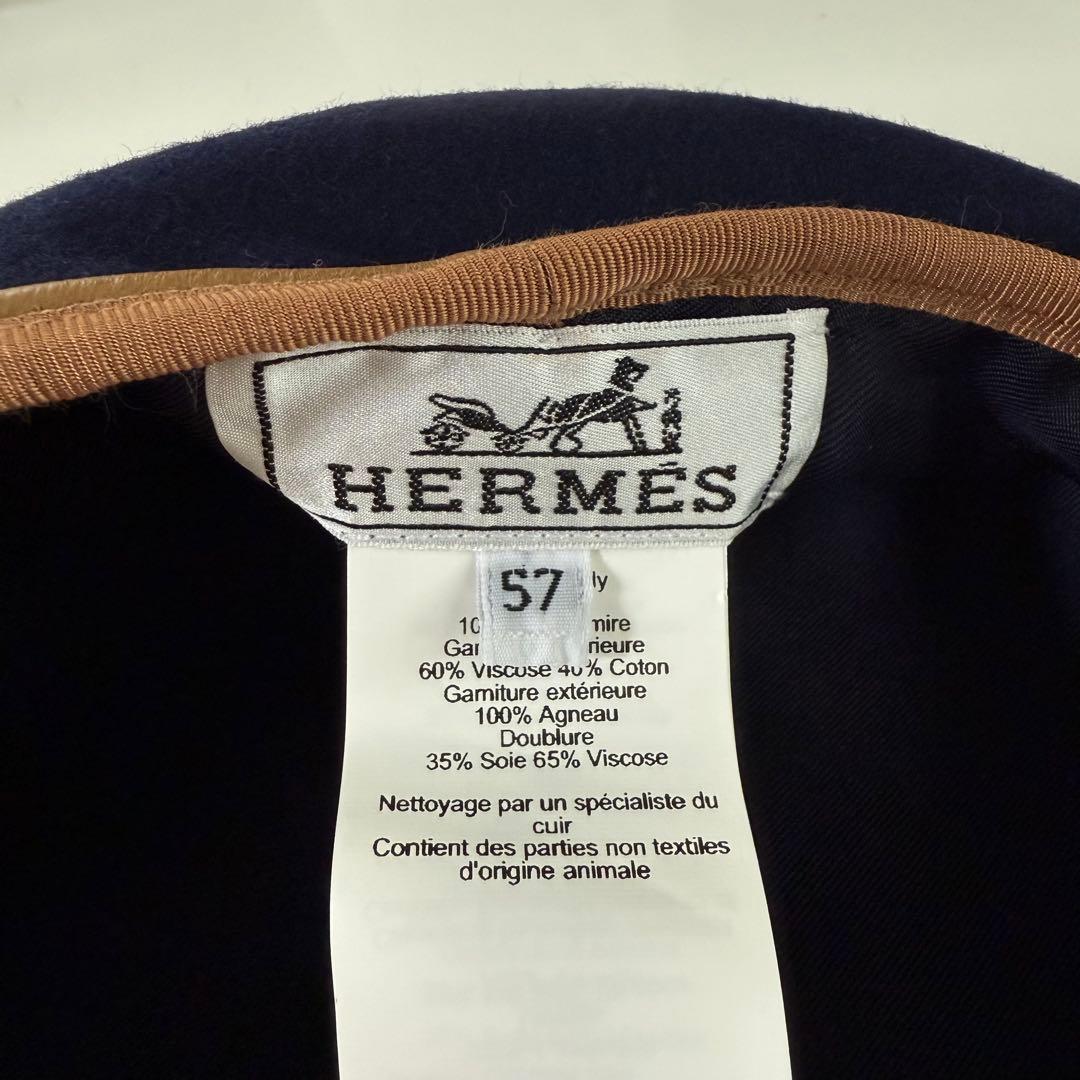 HERMÈS
57
60% Viscose 40% Coton
Garniture extérieure
100% Agneau
Doublure
35% Soie 65% Viscose
Nettoyage par un spécialiste du
cuir
Contient des parties non textiles
d'origine animale